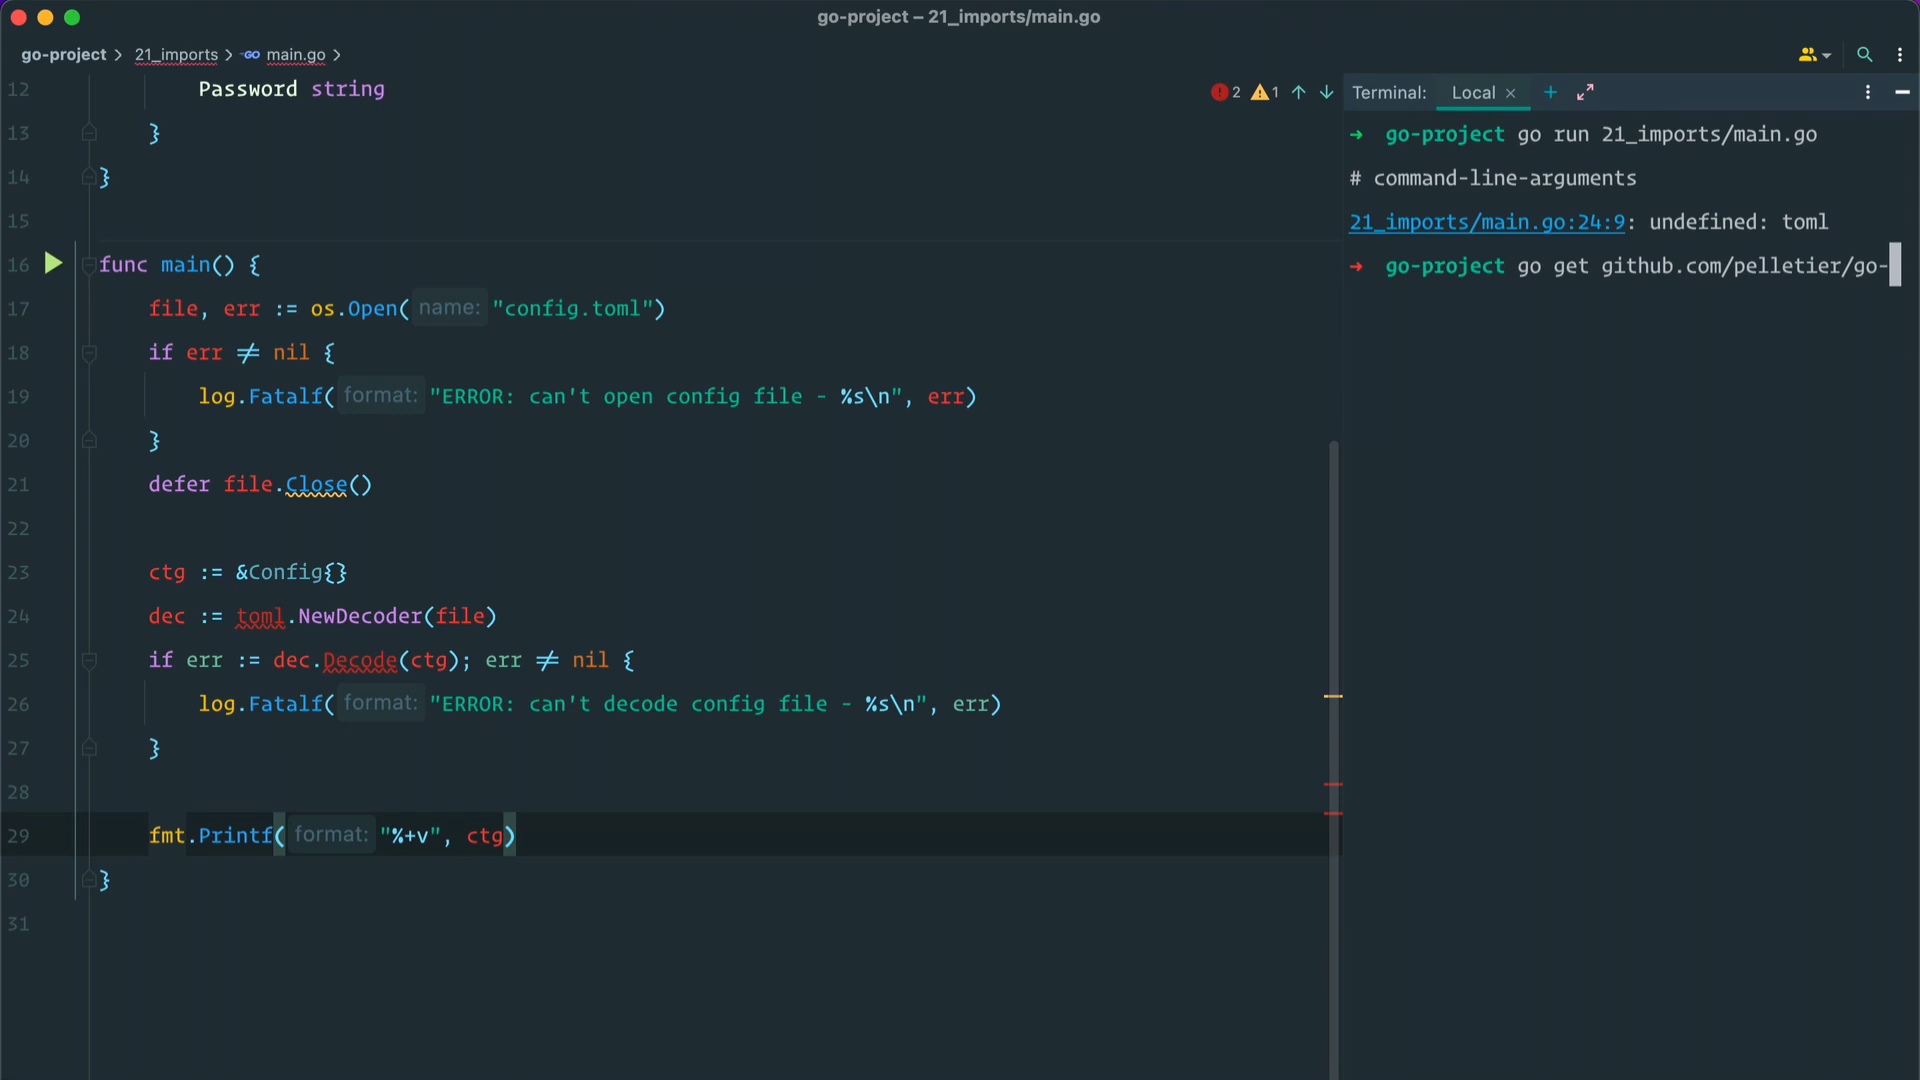 go-project – 21_imports/main.go
go-project > 21_imports > GO main.go >
12 Password string
13 }
14 }
15
16 func main() {
17 file, err := os.Open( name: "config.toml")
18 if err ≠ nil {
19 log.Fatalf( format: "ERROR: can't open config file - %s\n", err)
20 }
21 defer file.Close()
22
23 ctg := &Config{}
24 dec := toml.NewDecoder(file)
25 if err := dec.Decode(ctg); err ≠ nil {
26 log.Fatalf( format: "ERROR: can't decode config file - %s\n", err)
27 }
28
29 fmt.Printf( format: "%+v", ctg)
30 }
31
2 1
Terminal: Local × +
→ go-project go run 21_imports/main.go
# command-line-arguments
21_imports/main.go:24:9: undefined: toml
→ go-project go get github.com/pelletier/go-